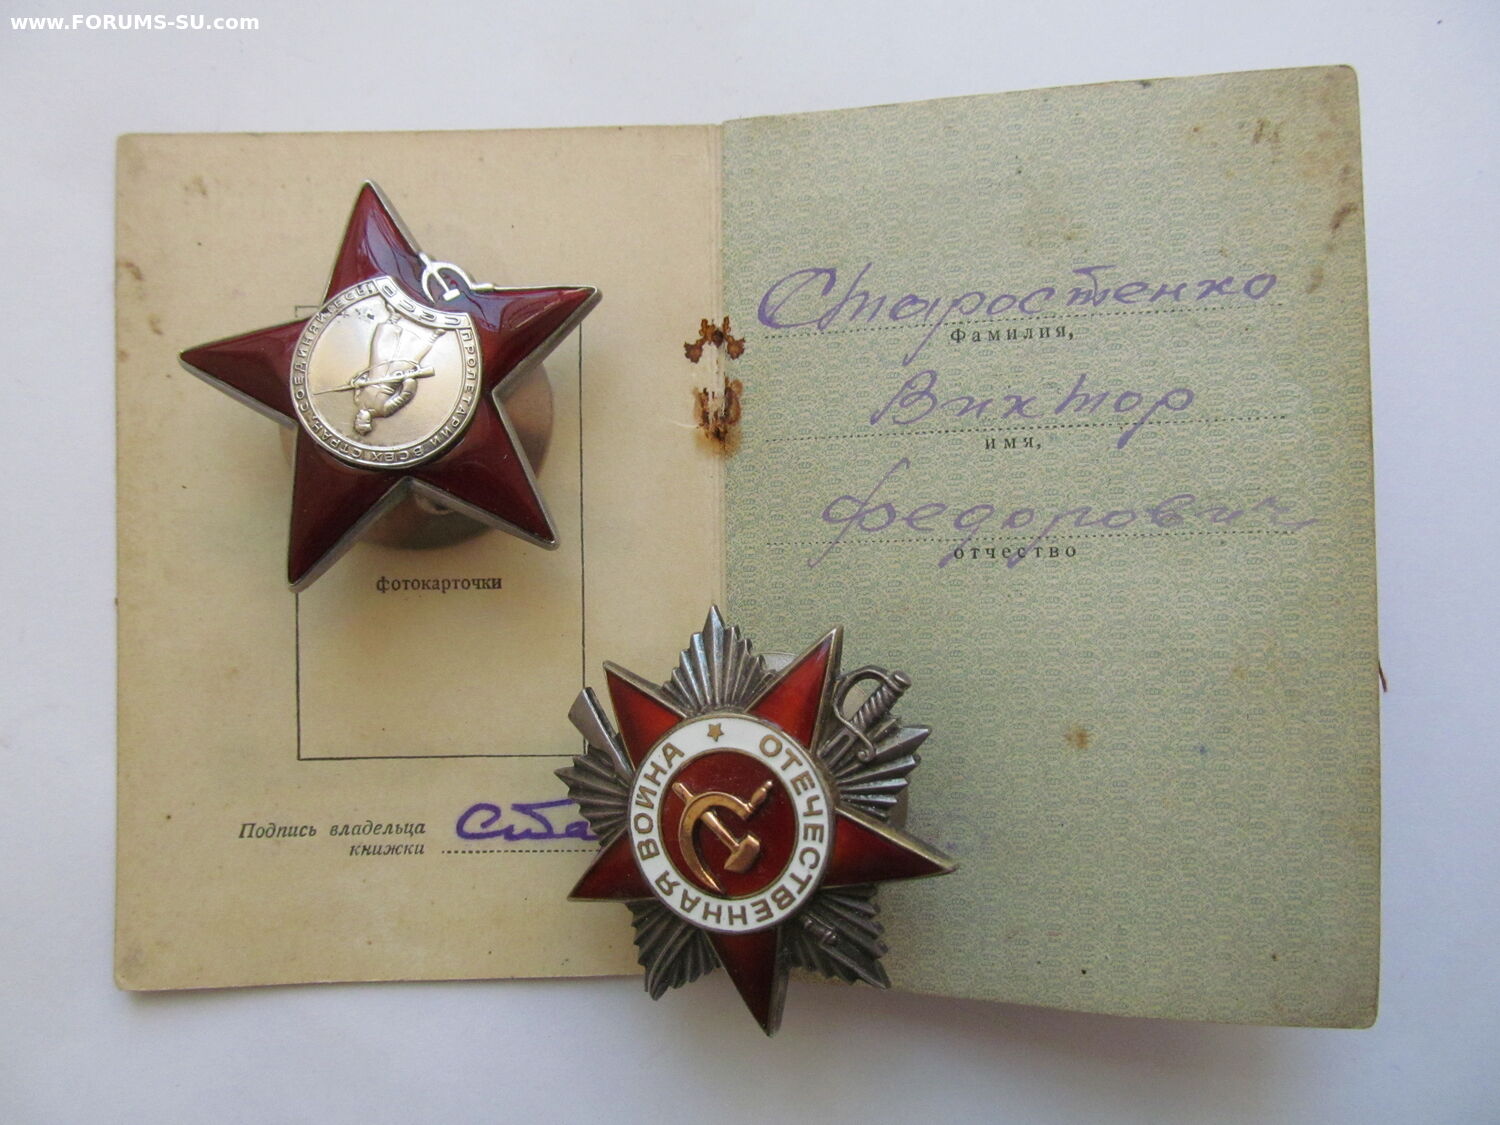 www.FORUMS-SU.com
фотокарточки
Подпись владельца
книжки
Ста
Старостенко
фамилия,
Виктор
имя,
Федорович
отчество
СССР
ПРОЛЕТАРИИ ВСЕХ СТРАН, СОЕДИНЯЙТЕСЬ!
ОТЕЧЕСТВЕННАЯ ВОЙНА